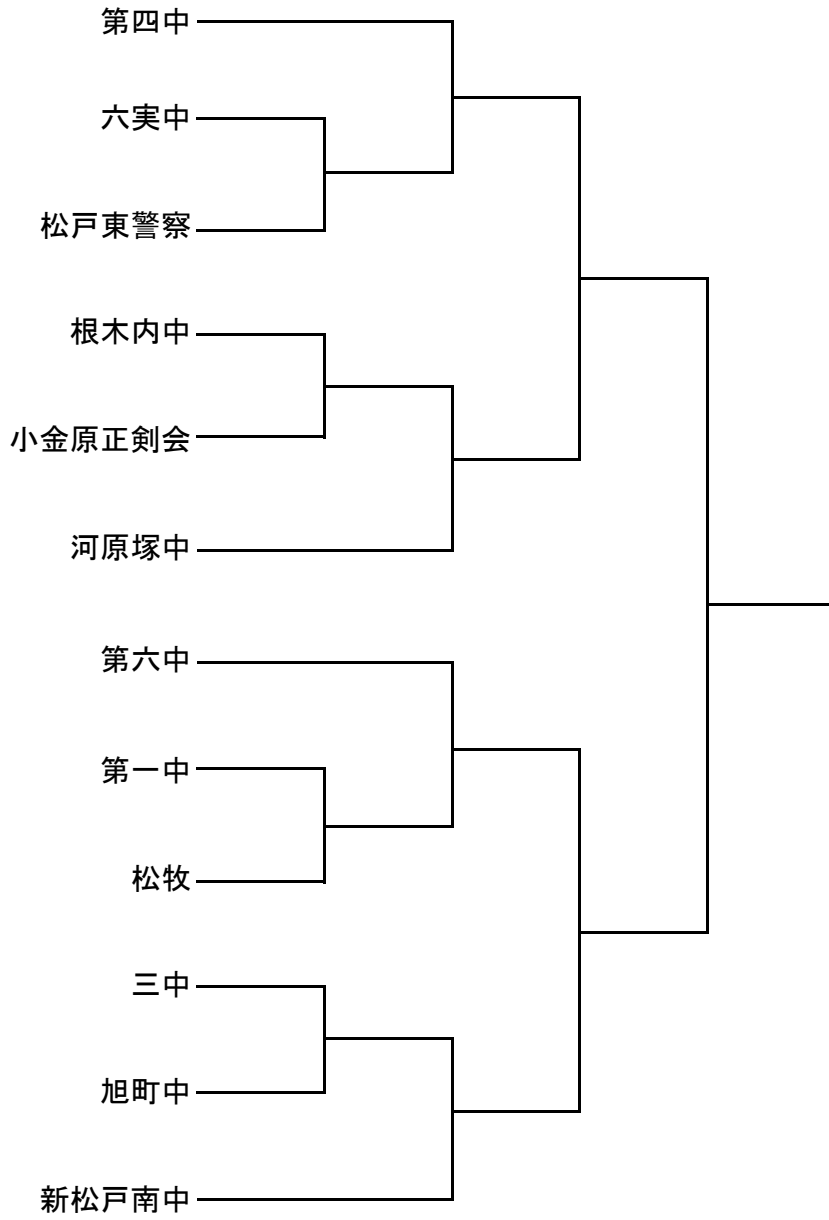 第四中
六実中
松戸東警察
根木内中
小金原正剣会
河原塚中
第六中
第一中
松牧
三中
旭町中
新松戸南中